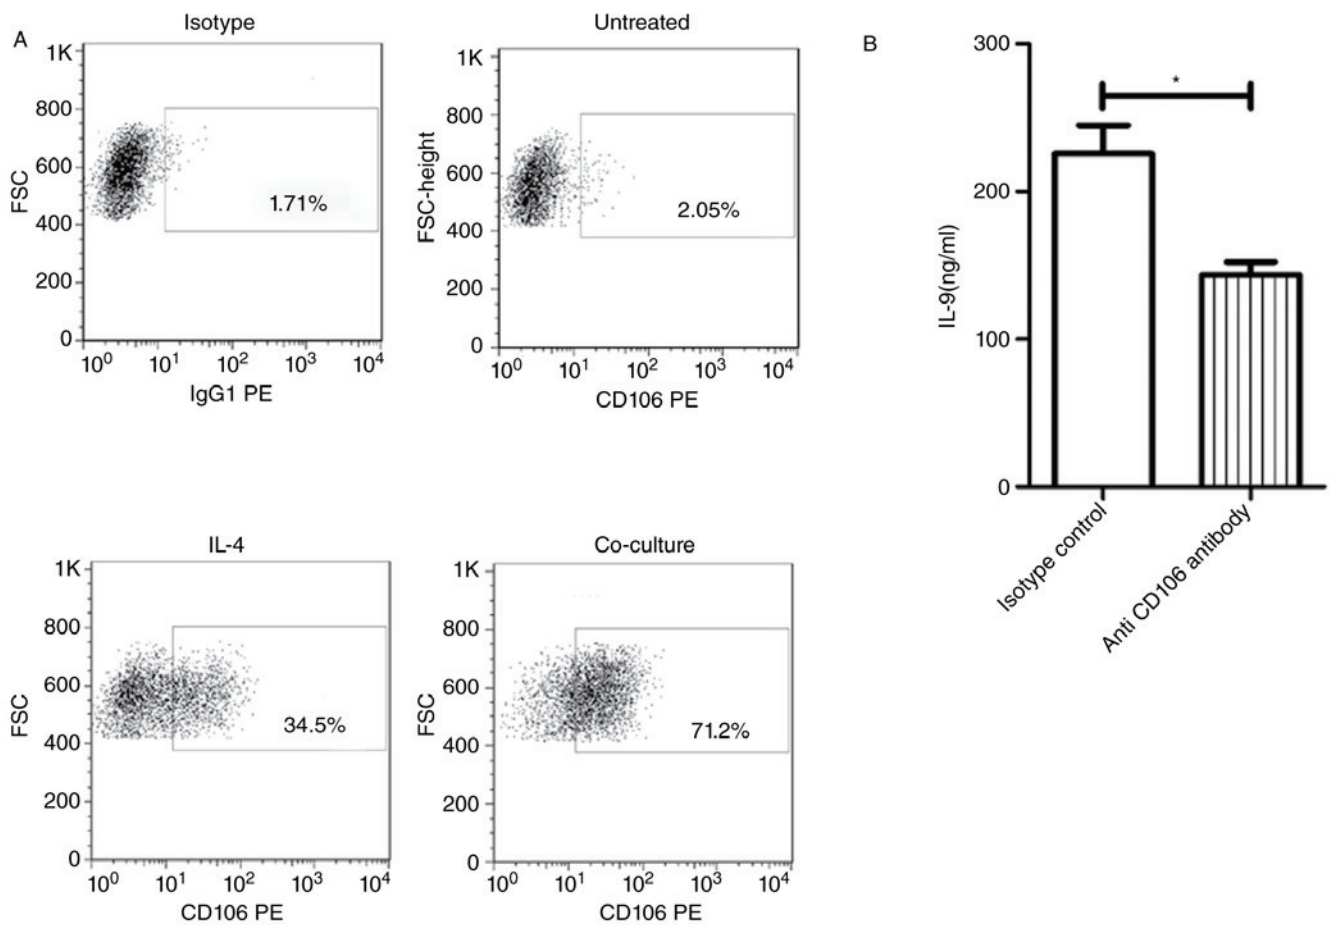 A
Isotype
1K
800
600
400
200
0
FSC
1.71%
10^0 10^1 10^2 10^3 10^4
IgG1 PE
Untreated
1K
800
600
400
200
0
FSC-height
2.05%
10^0 10^1 10^2 10^3 10^4
CD106 PE
IL-4
1K
800
600
400
200
0
FSC
34.5%
10^0 10^1 10^2 10^3 10^4
CD106 PE
Co-culture
1K
800
600
400
200
0
FSC
71.2%
10^0 10^1 10^2 10^3 10^4
CD106 PE
B
300
200
100
0
IL-9(ng/ml)
*
Isotype control
Anti CD106 antibody